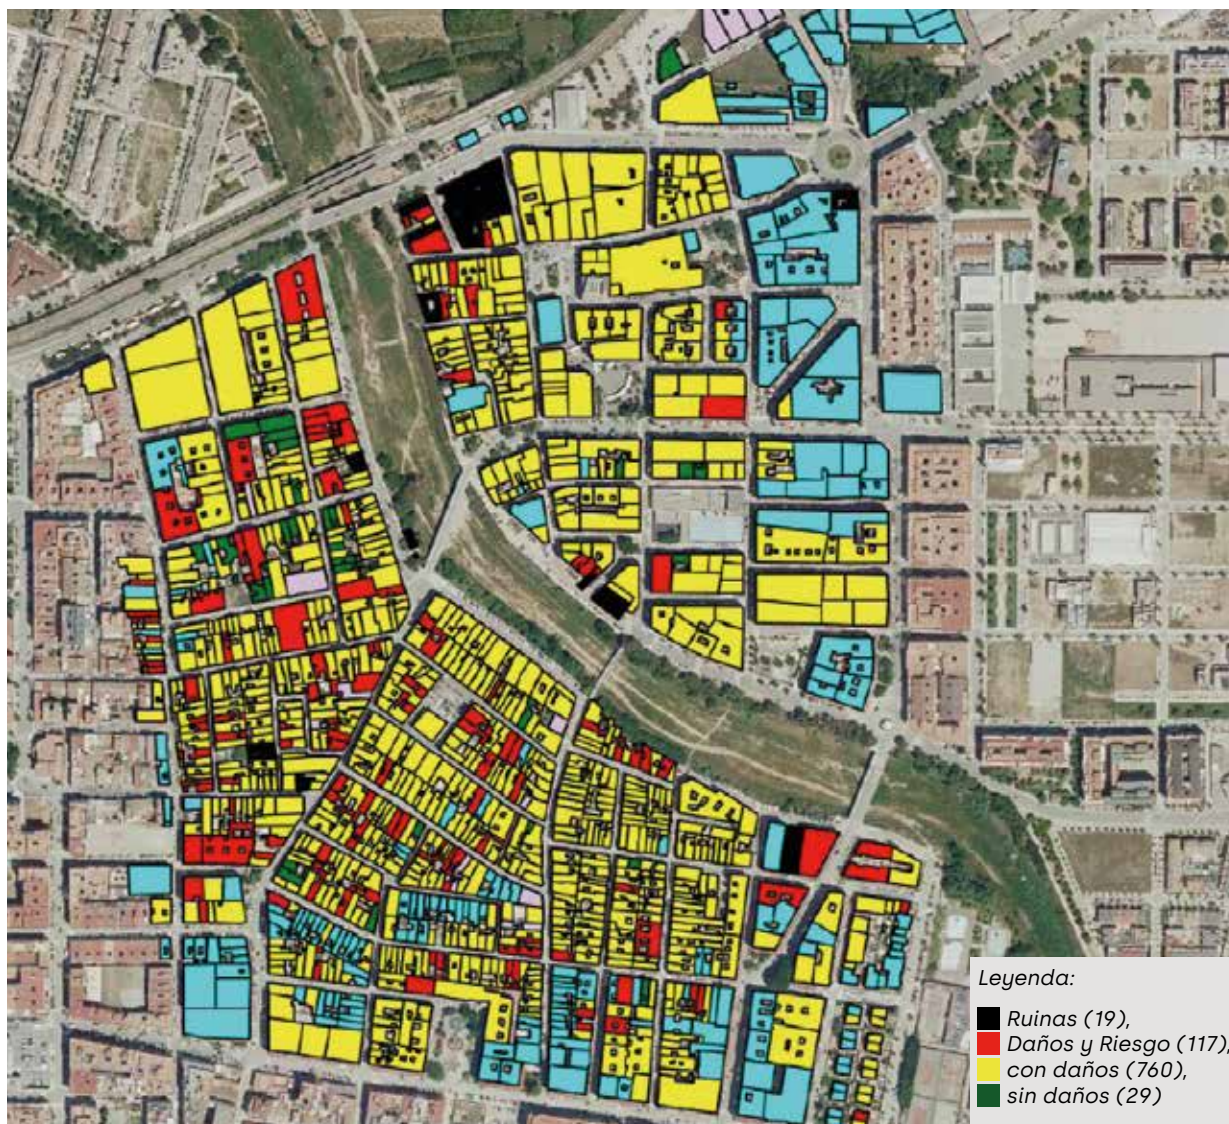 Leyenda:
Ruinas (19),
Daños y Riesgo (117),
con daños (760),
sin daños (29)